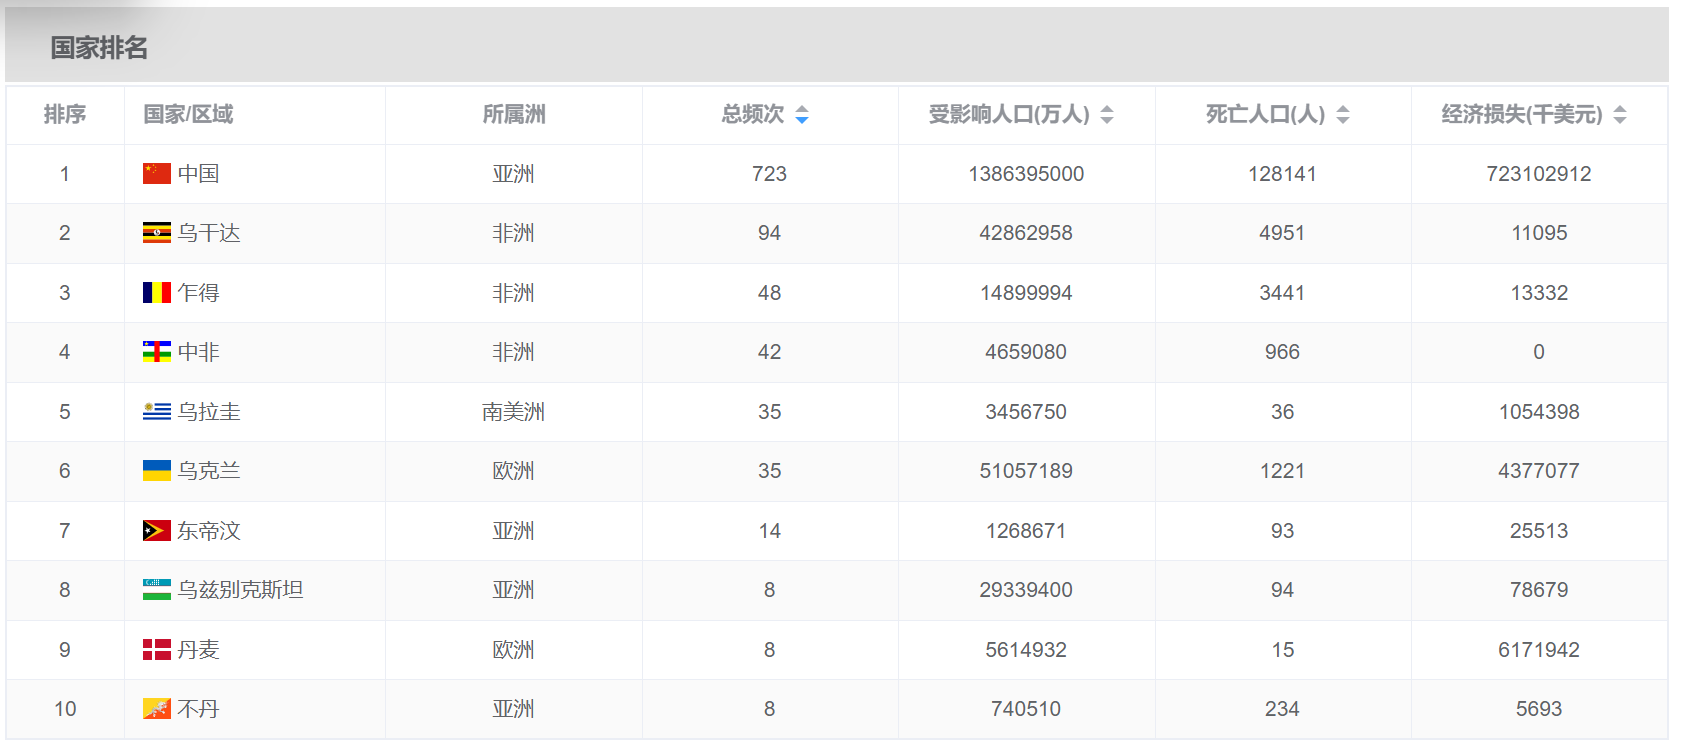 国家排名
排序 国家/区域 所属洲 总频次 受影响人口(万人) 死亡人口(人) 经济损失(千美元)
1 中国 亚洲 723 1386395000 128141 723102912
2 乌干达 非洲 94 42862958 4951 11095
3 乍得 非洲 48 14899994 3441 13332
4 中非 非洲 42 4659080 966 0
5 乌拉圭 南美洲 35 3456750 36 1054398
6 乌克兰 欧洲 35 51057189 1221 4377077
7 东帝汶 亚洲 14 1268671 93 25513
8 乌兹别克斯坦 亚洲 8 29339400 94 78679
9 丹麦 欧洲 8 5614932 15 6171942
10 不丹 亚洲 8 740510 234 5693